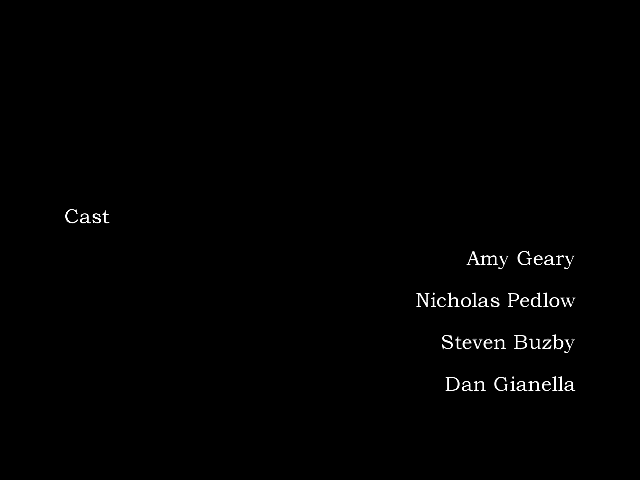 Cast
Amy Geary
Nicholas Pedlow
Steven Buzby
Dan Gianella